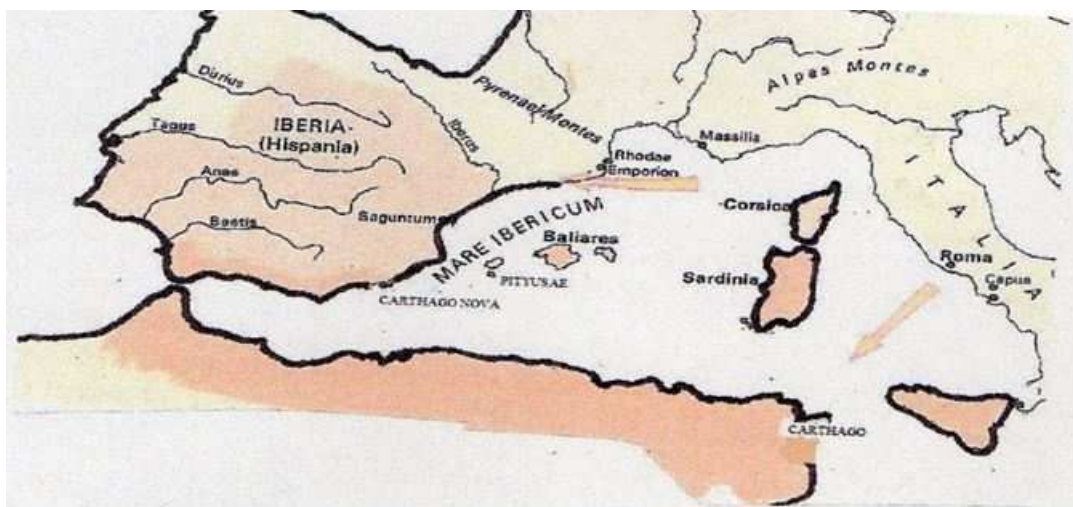 Durius
Tagus
IBERIA-
(Hispania)
Iberus
Anas
Baetis
Saguntum
Pyrenaei Montes
Alpas Montes
Massilia
Rhodae
Emporion
MARE IBERICUM
Baliares
PITYUSAE
CARTHAGO NOVA
-Corsica
Sardinia
ITALIA
Roma
Capua
CARTHAGO